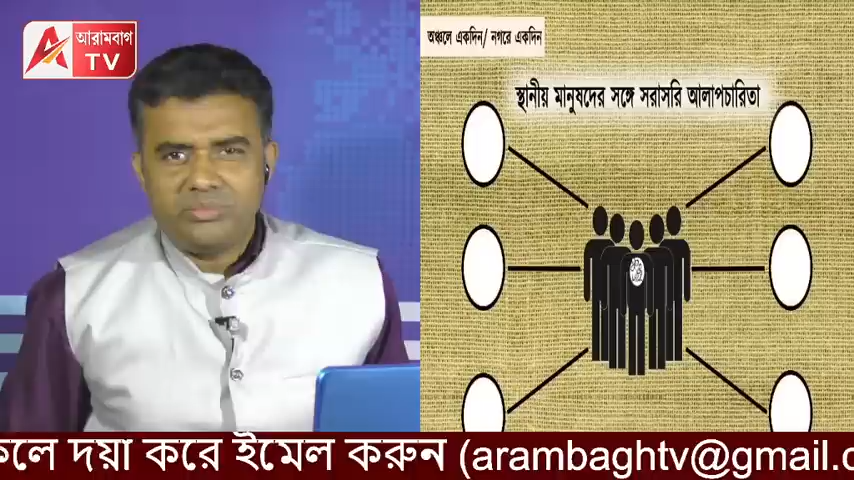 আরামবাগ
TV
অঞ্চলে একদিন/ নগরে একদিন
স্থানীয় মানুষদের সঙ্গে সরাসরি আলাপচারিতা
দয়া করে ইমেল করুন (arambaghtv@gmail.c